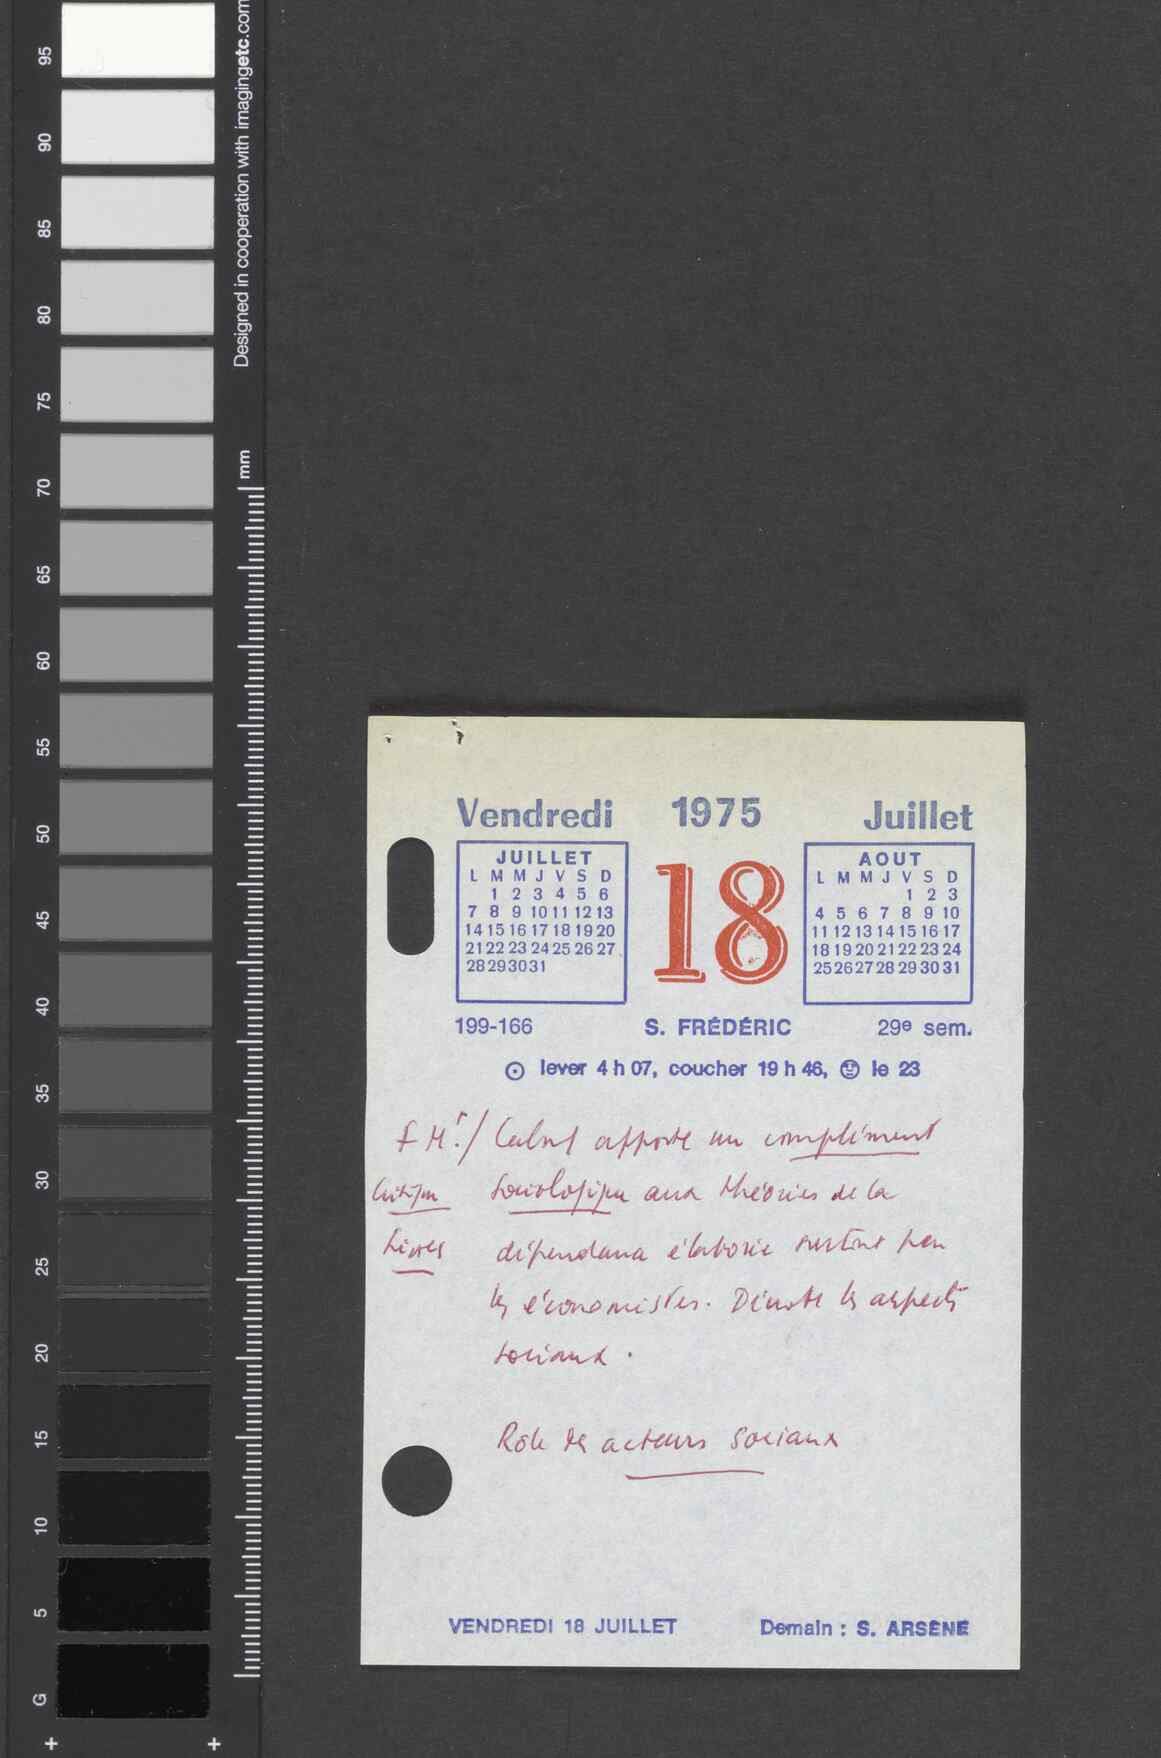 95
90
85
80
75
70
65
60
55
50
45
40
35
30
25
20
15
10
5
G
Designed in cooperation with imagingetc.com
mm
Vendredi 1975 Juillet
JUILLET
L M M J V S D
1 2 3 4 5 6
7 8 9 10 11 12 13
14 15 16 17 18 19 20
21 22 23 24 25 26 27
28 29 30 31
18
AOUT
L M M J V S D
1 2 3
4 5 6 7 8 9 10
11 12 13 14 15 16 17
18 19 20 21 22 23 24
25 26 27 28 29 30 31
199-166 S. FRÉDÉRIC 29e sem.
lever 4 h 07, coucher 19 h 46, le 23
apporte un complément
Critique sociologique aux théories de la
Livres dépendance élaborée surtout par
les économistes. Dénote les aspects
sociaux.
Role des acteurs sociaux
VENDREDI 18 JUILLET Demain : S. ARSÈNE